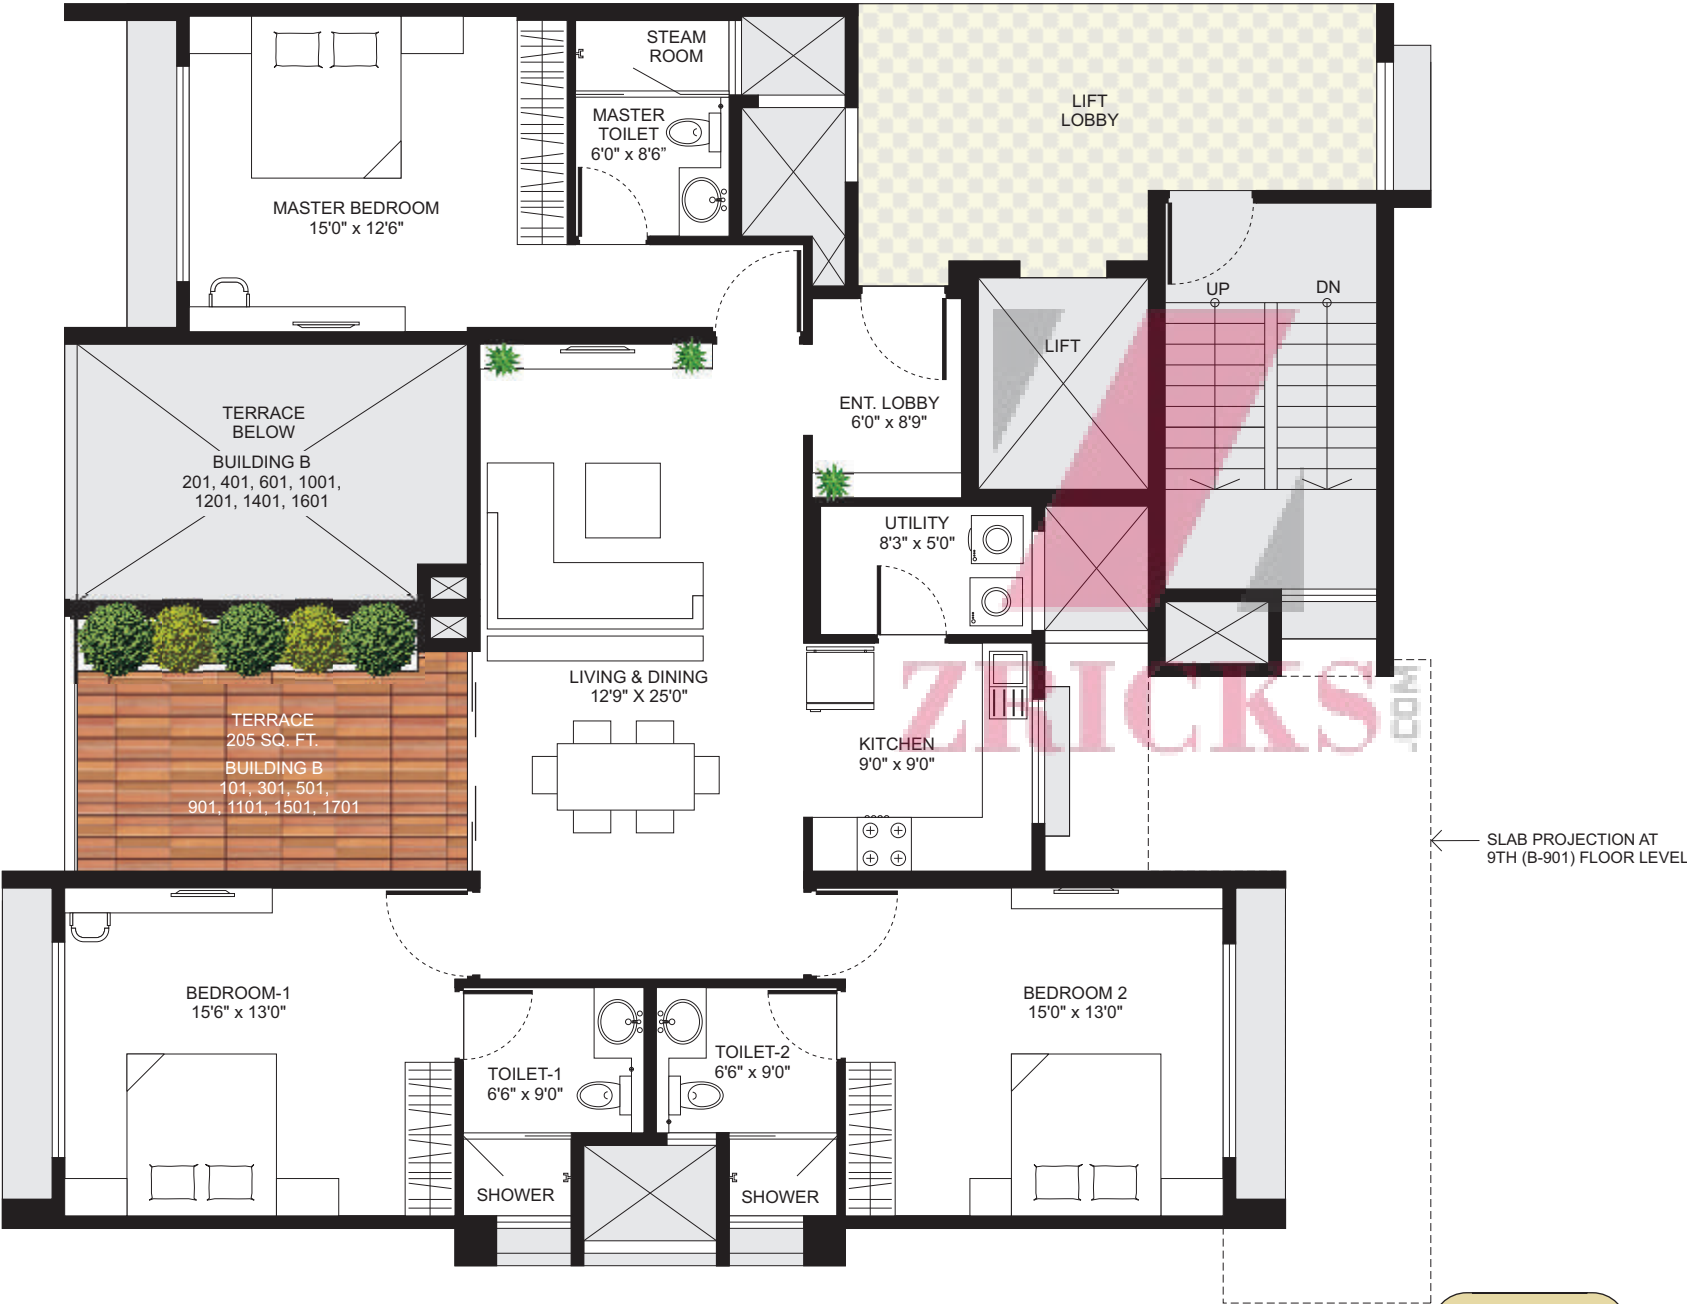 STEAM
ROOM
MASTER
TOILET
6'0" x 8'6”
LIFT
LOBBY
MASTER BEDROOM
15'0" x 12'6"
UP
DN
LIFT
TERRACE
BELOW
BUILDING B
201, 401, 601, 1001,
1201, 1401, 1601
ENT. LOBBY
6'0" x 8'9"
UTILITY
8'3" x 5'0"
LIVING & DINING
12'9" X 25'0"
ZRICKS.COM
TERRACE
205 SQ. FT.
BUILDING B
101, 301, 501,
901, 1101, 1501, 1701
KITCHEN
9'0" x 9'0"
SLAB PROJECTION AT
9TH (B-901) FLOOR LEVEL
BEDROOM-1
15'6" x 13'0"
BEDROOM 2
15'0" x 13'0"
TOILET-1
6'6" x 9'0"
TOILET-2
6'6" x 9'0"
SHOWER
SHOWER